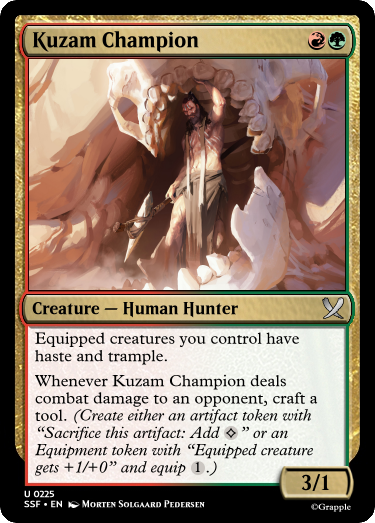 Kuzam Champion
Creature — Human Hunter
Equipped creatures you control have
haste and trample.
Whenever Kuzam Champion deals
combat damage to an opponent, craft a
tool. (Create either an artifact token with
“Sacrifice this artifact: Add ” or an
Equipment token with “Equipped creature
gets +1/+0” and equip 1.)
3/1
U 0225
SSF • EN Morten Solgaard Pedersen
©Grapple